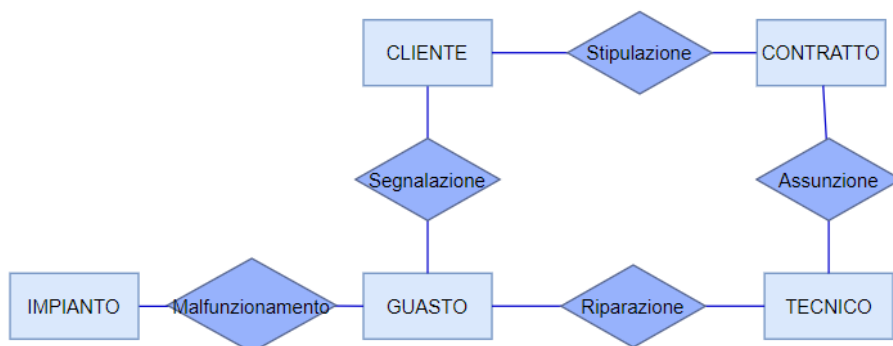 CLIENTE
Stipulazione
CONTRATTO
Segnalazione
Assunzione
IMPIANTO
Malfunzionamento
GUASTO
Riparazione
TECNICO